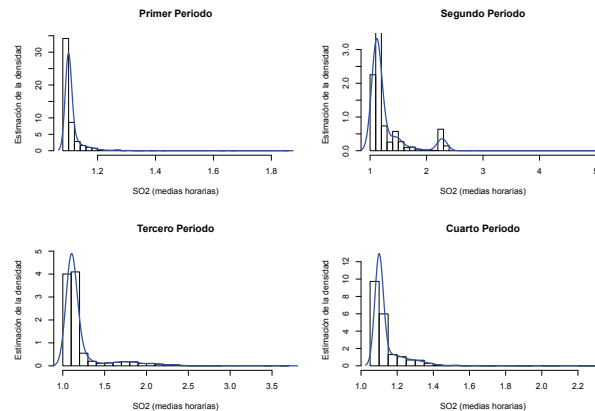 Primer Periodo
Estimación de la densidad
0 5 10 20 30
1.2 1.4 1.6 1.8
SO2 (medias horarias)
Segundo Periodo
Estimación de la densidad
0.0 1.0 2.0 3.0
1 2 3 4 5
SO2 (medias horarias)
Tercero Periodo
Estimación de la densidad
0 1 2 3 4 5
1.0 1.5 2.0 2.5 3.0 3.5
SO2 (medias horarias)
Cuarto Periodo
Estimación de la densidad
0 2 4 6 8 12
1.0 1.2 1.4 1.6 1.8 2.0 2.2
SO2 (medias horarias)